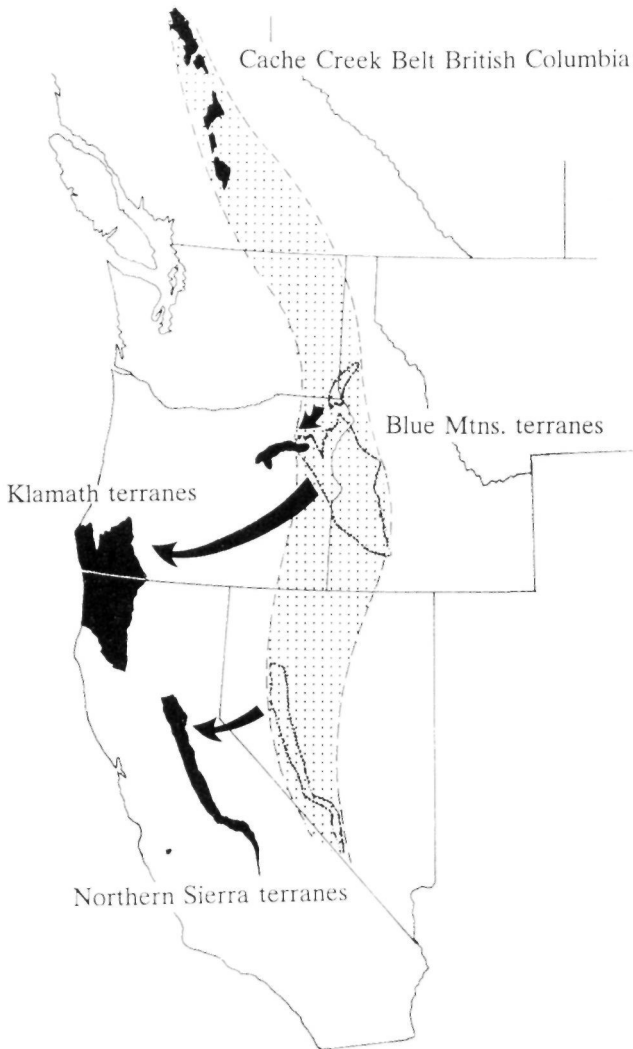 Cache Creek Belt British Columbia
Blue Mtns. terranes
Klamath terranes
Northern Sierra terranes